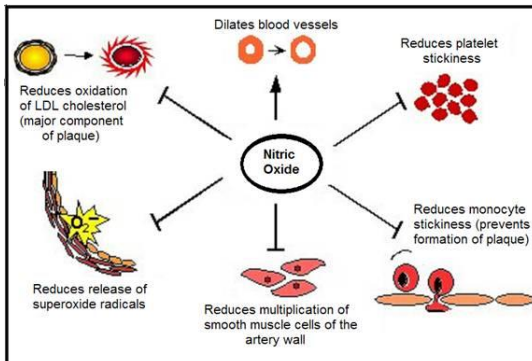 Dilates blood vessels
Reduces platelet
stickiness
Reduces oxidation
of LDL cholesterol
(major component
of plaque)
Nitric
Oxide
O -
Reduces monocyte
stickiness (prevents
formation of plaque)
Reduces release of
superoxide radicals
Reduces multiplication of
smooth muscle cells of the
artery wall